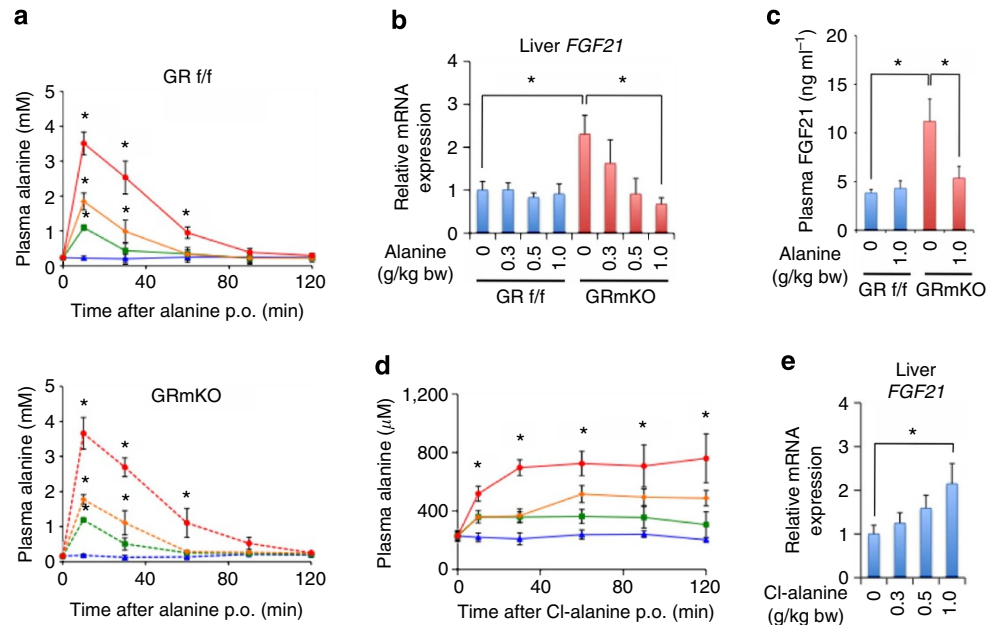 a
GR f/f
Plasma alanine (mM)
5
4
3
2
1
0
* * * * * *
0 40 80 120
Time after alanine p.o. (min)
GRmKO
Plasma alanine (mM)
5
4
3
2
1
0
* * * * * *
0 40 80 120
Time after alanine p.o. (min)
b
Liver FGF21
Relative mRNA
expression
4
3
2
1
0
* *
Alanine
(g/kg bw)
0 0.3 0.5 1.0 0 0.3 0.5 1.0
GR f/f GRmKO
c
Plasma FGF21 (ng ml⁻¹)
20
15
10
5
0
* *
Alanine
(g/kg bw)
0 1.0 0 1.0
GR f/f GRmKO
d
Plasma alanine (μM)
1,200
800
400
0
* * * * *
0 40 80 120
Time after Cl-alanine p.o. (min)
e
Liver
FGF21
Relative mRNA
expression
4
3
2
1
0
*
Cl-alanine
(g/kg bw)
0 0.3 0.5 1.0